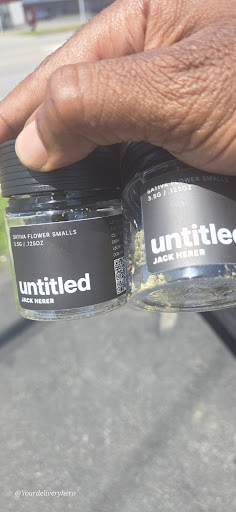 SATIVA FLOWER SMALLS
3.5G / .125OZ
untitled
JACK HERER
SATIVA FLOWER SMALLS
3.5G / .125OZ
untitled
JACK HERER
@Yourdeliveryhero